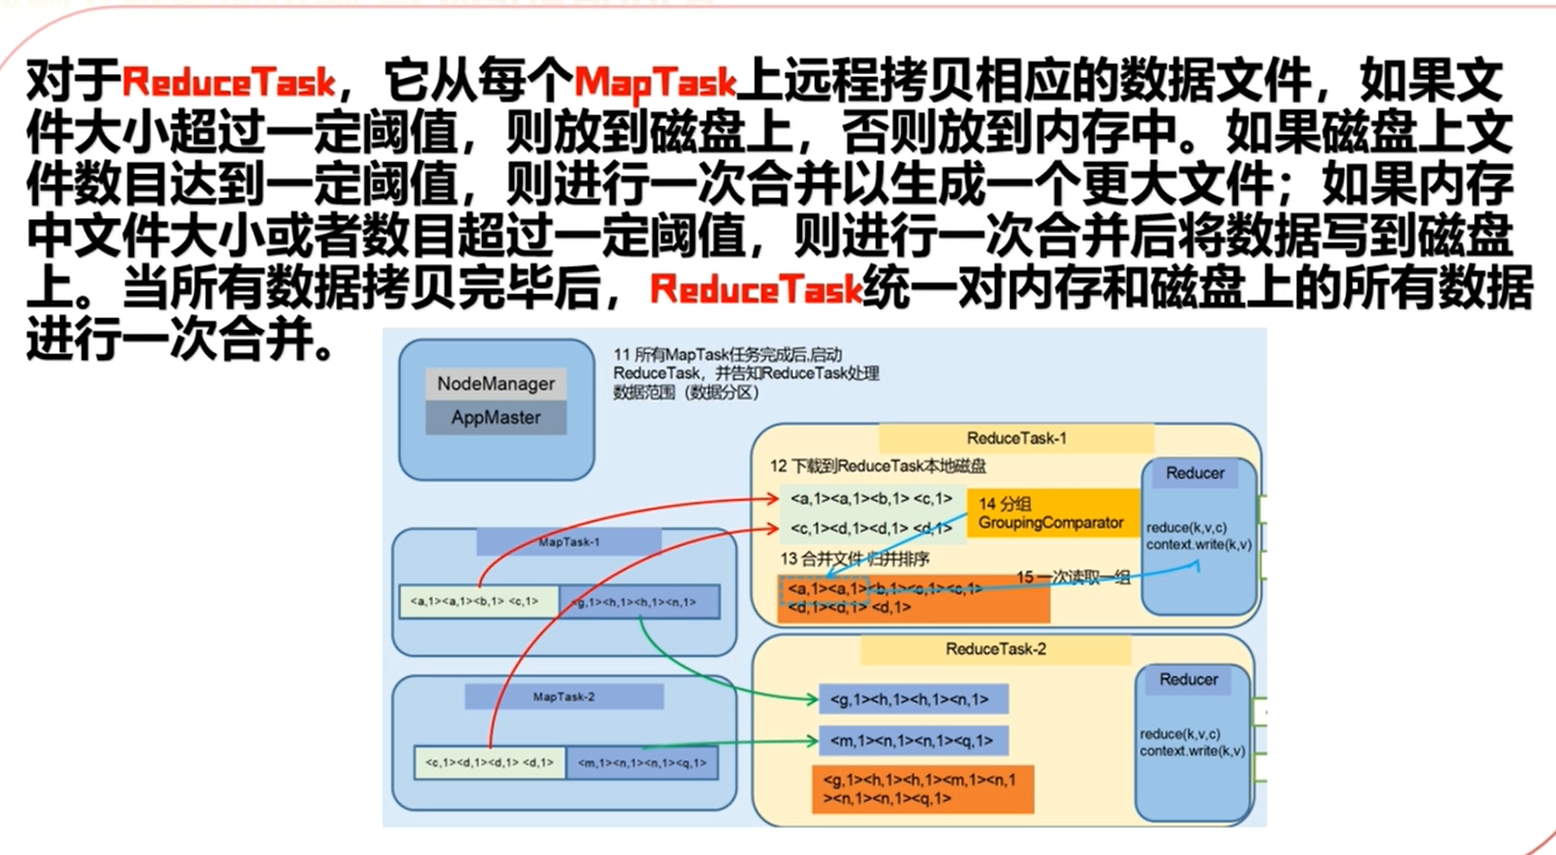 对于ReduceTask，它从每个MapTask上远程拷贝相应的数据文件，如果文
件大小超过一定阈值，则放到磁盘上，否则放到内存中。如果磁盘上文
件数目达到一定阈值，则进行一次合并以生成一个更大文件；如果内存
中文件大小或者数目超过一定阈值，则进行一次合并后将数据写到磁盘
上。当所有数据拷贝完毕后，ReduceTask统一对内存和磁盘上的所有数据
进行一次合并。
NodeManager
AppMaster
11 所有MapTask任务完成后,启动
ReduceTask，并告知ReduceTask处理
数据范围（数据分区）
MapTask-1
<a,1><a,1><b,1> <c,1>
<g,1><h,1><h,1><n,1>
MapTask-2
<c,1><d,1><d,1> <d,1>
<m,1><n,1><n,1><q,1>
ReduceTask-1
12 下载到ReduceTask本地磁盘
<a,1><a,1><b,1> <c,1>
<c,1><d,1><d,1> <d,1>
14 分组
GroupingComparator
13 合并文件 归并排序
<a,1><a,1><b,1><c,1><c,1>
<d,1><d,1> <d,1>
15 一次读取一组
Reducer
reduce(k,v,c)
context.write(k,v)
ReduceTask-2
<g,1><h,1><h,1><n,1>
<m,1><n,1><n,1><q,1>
<g,1><h,1><h,1><m,1><n,1
><n,1><n,1><q,1>
Reducer
reduce(k,v,c)
context.write(k,v)